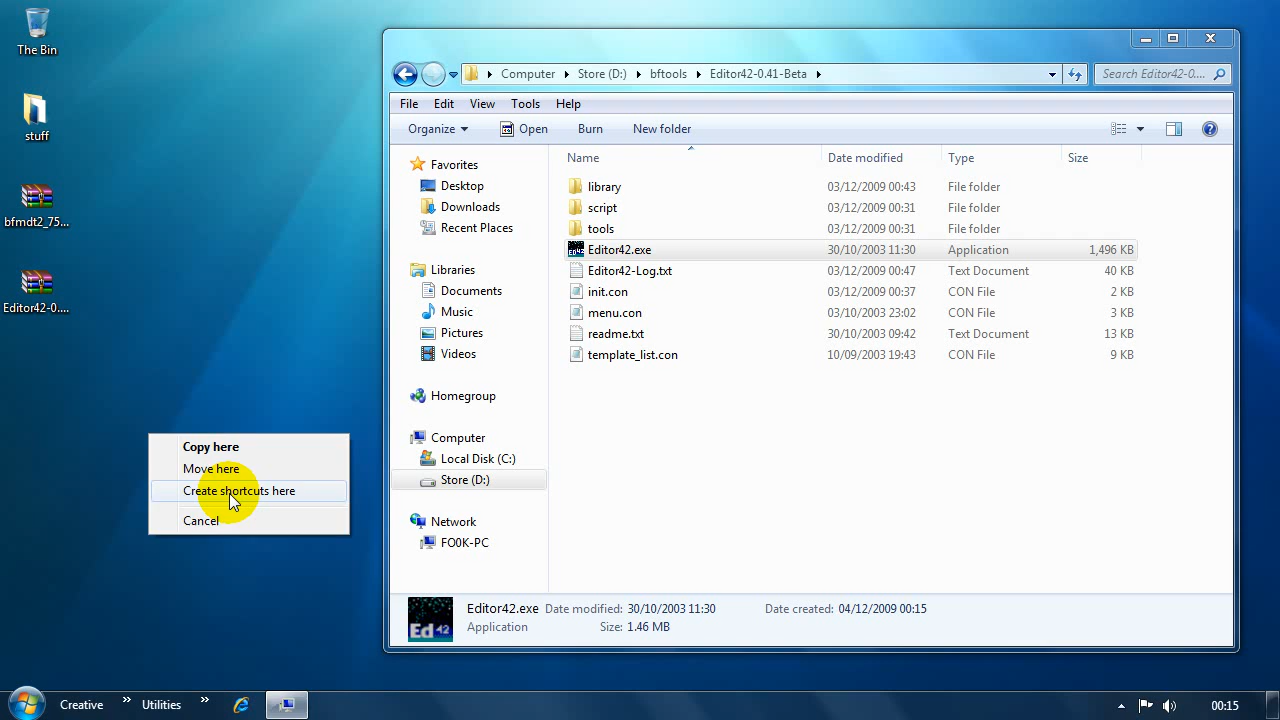 The Bin
stuff
bfmdt2_75...
Editor42-0....
Computer Store (D:) bftools Editor42-0.41-Beta
Search Editor42-0....
File Edit View Tools Help
Organize Open Burn New folder
Name Date modified Type Size
Favorites
Desktop
Downloads
Recent Places
Libraries
Documents
Music
Pictures
Videos
Homegroup
Computer
Local Disk (C:)
Store (D:)
Network
FO0K-PC
library 03/12/2009 00:43 File folder
script 03/12/2009 00:31 File folder
tools 03/12/2009 00:31 File folder
Editor42.exe 30/10/2003 11:30 Application 1,496 KB
Editor42-Log.txt 03/12/2009 00:47 Text Document 40 KB
init.con 03/12/2009 00:37 CON File 2 KB
menu.con 03/10/2003 23:02 CON File 3 KB
readme.txt 30/10/2003 09:42 Text Document 13 KB
template_list.con 10/09/2003 19:43 CON File 9 KB
Copy here
Move here
Create shortcuts here
Cancel
Ed 42
Editor42.exe Date modified: 30/10/2003 11:30 Date created: 04/12/2009 00:15
Application Size: 1.46 MB
Creative » Utilities » 00:15